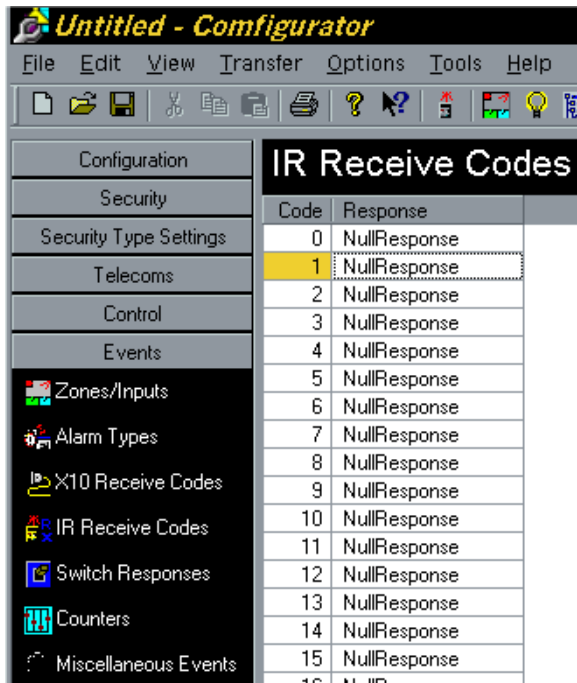 Untitled - Comfigurator
File Edit View Transfer Options Tools Help
Configuration
Security
Security Type Settings
Telecoms
Control
Events
Zones/Inputs
Alarm Types
X10 Receive Codes
IR Receive Codes
Switch Responses
Counters
Miscellaneous Events
IR Receive Codes
Code Response
0 NullResponse
1 NullResponse
2 NullResponse
3 NullResponse
4 NullResponse
5 NullResponse
6 NullResponse
7 NullResponse
8 NullResponse
9 NullResponse
10 NullResponse
11 NullResponse
12 NullResponse
13 NullResponse
14 NullResponse
15 NullResponse